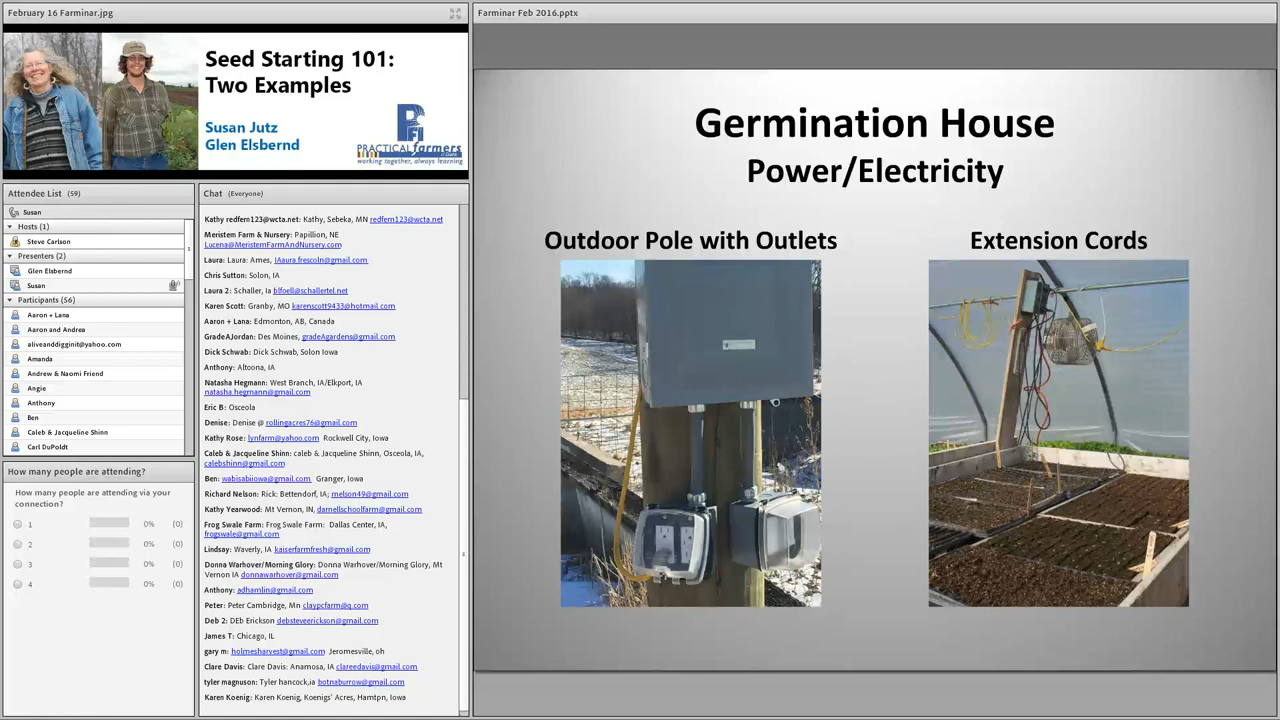 February 16 Farminar.jpg
Seed Starting 101:
Two Examples
Susan Jutz
Glen Elsbernd
PFI
PRACTICAL farmers
working together, always learning
Attendee List (59)
Susan
Hosts (1)
Steve Carlson
Presenters (2)
Glen Elsbernd
Susan
Participants (56)
Aaron + Lana
Aaron and Andrea
aliveanddigginit@yahoo.com
Amanda
Andrew & Naomi Friend
Angie
Anthony
Ben
Caleb & Jacqueline Shinn
Carl DuPoldt
How many people are attending?
How many people are attending via your
connection?
1 0% (0)
2 0% (0)
3 0% (0)
4 0% (0)
Chat (Everyone)
Kathy redfern123@wcta.net: Kathy, Sebeka, MN redfern123@wcta.net
Meristem Farm & Nursery: Papillion, NE
Lucena@MeristemFarmAndNursery.com
Laura: Laura: Ames, lAaura.frescoln@gmail.com
Chris Sutton: Solon, IA
Laura 2: Schaller, Ia blfoell@schallertel.net
Karen Scott: Granby, MO karenscott9433@hotmail.com
Aaron + Lana: Edmonton, AB, Canada
GradeAJordan: Des Moines, gradeAgardens@gmail.com
Dick Schwab: Dick Schwab, Solon Iowa
Anthony: Altoona, IA
Natasha Hegmann: West Branch, IA/Elkport, IA
natasha.hegmann@gmail.com
Eric B: Osceola
Denise: Denise @ rollingacres76@gmail.com
Kathy Rose: lynfarm@yahoo.com Rockwell City, Iowa
Caleb & Jacqueline Shinn: caleb & Jacqueline Shinn, Osceola, IA,
calebshinn@gmail.com
Ben: wabisabiiowa@gmail.com Granger, Iowa
Richard Nelson: Rick: Bettendorf, IA; rnelson49@gmail.com
Kathy Yearwood: Mt Vernon, IN, darnellschoolfarm@gmail.com
Frog Swale Farm: Frog Swale Farm: Dallas Center, IA,
frogswale@gmail.com
Lindsay: Waverly, IA kaiserfarmfresh@gmail.com
Donna Warhover/Morning Glory: Donna Warhover/Morning Glory, Mt
Vernon IA donnawarhover@gmail.com
Anthony: adhamlin@gmail.com
Peter: Peter Cambridge, Mn claypcfarm@q.com
Deb 2: DEb Erickson debsteveerickson@gmail.com
James T: Chicago, IL
gary m: holmesharvest@gmail.com Jeromesville, oh
Clare Davis: Clare Davis: Anamosa, IA clareedavis@gmail.com
tyler magnuson: Tyler hancock,ia botnaburrow@gmail.com
Karen Koenig: Karen Koenig, Koenigs' Acres, Hamtpn, Iowa
Farminar Feb 2016.pptx
Germination House
Power/Electricity
Outdoor Pole with Outlets
Extension Cords